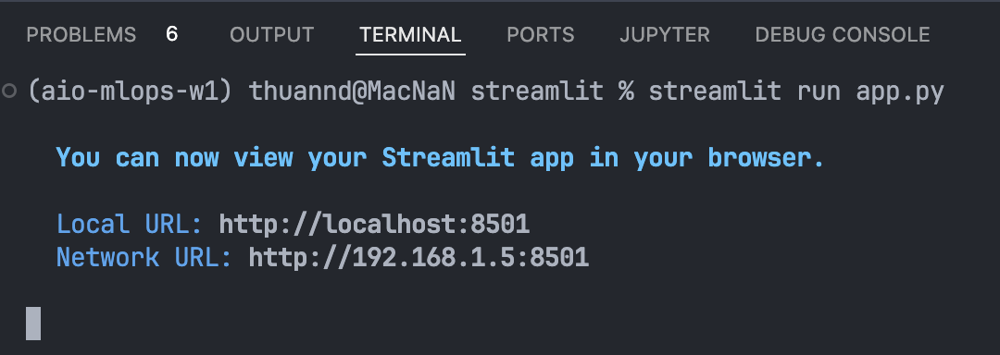 PROBLEMS 6 OUTPUT TERMINAL PORTS JUPYTER DEBUG CONSOLE
(aio-mlops-w1) thuannd@MacNaN streamlit % streamlit run app.py
You can now view your Streamlit app in your browser.
Local URL: http://localhost:8501
Network URL: http://192.168.1.5:8501